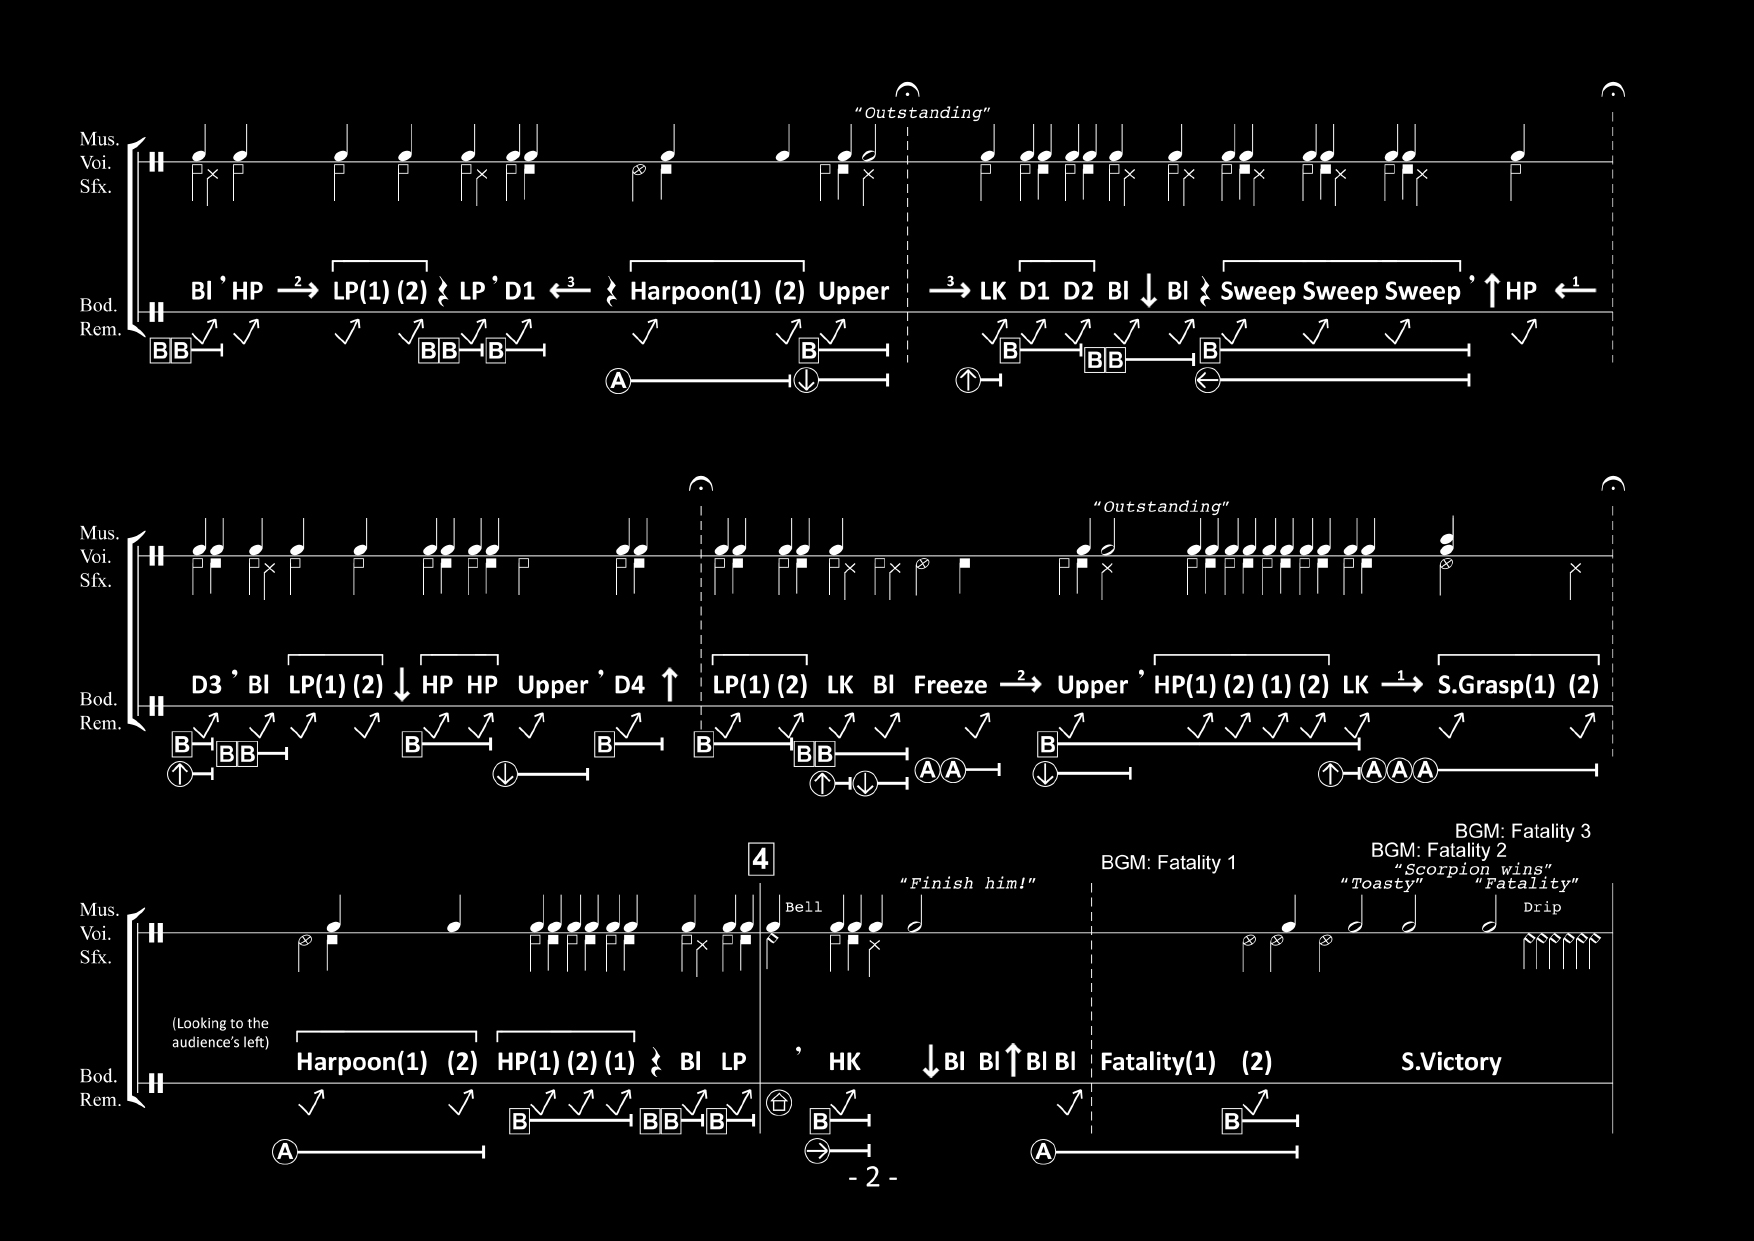 “Outstanding”
Mus.
Voi.
Sfx.
Bl ’ HP 2 LP(1) (2) LP ’ D1 3 Harpoon(1) (2) Upper 3 LK D1 D2 Bl ↓ Bl Sweep Sweep Sweep ’ ↑ HP 1
Bod.
Rem.
B B B B B B B B B B
A ↓ ↑ ←
“Outstanding”
Mus.
Voi.
Sfx.
D3 ’ Bl LP(1) (2) ↓ HP HP Upper ’ D4 ↑ LP(1) (2) LK Bl Freeze 2 Upper ’ HP(1) (2) (1) (2) LK 1 S.Grasp(1) (2)
Bod.
Rem.
B B B B B B B B B
↑ ↓ ↑ ↓ A A ↓ ↑ A A A
BGM: Fatality 3
4 BGM: Fatality 1 BGM: Fatality 2
“Scorpion wins”
“Finish him!” “Toasty” “Fatality”
Mus.
Voi.
Sfx.
Bell Drip
(Looking to the
audience’s left)
Harpoon(1) (2) HP(1) (2) (1) Bl LP ’ HK ↓ Bl Bl ↑ Bl Bl Fatality(1) (2) S.Victory
Bod.
Rem.
B B B B B B
A → A
- 2 -